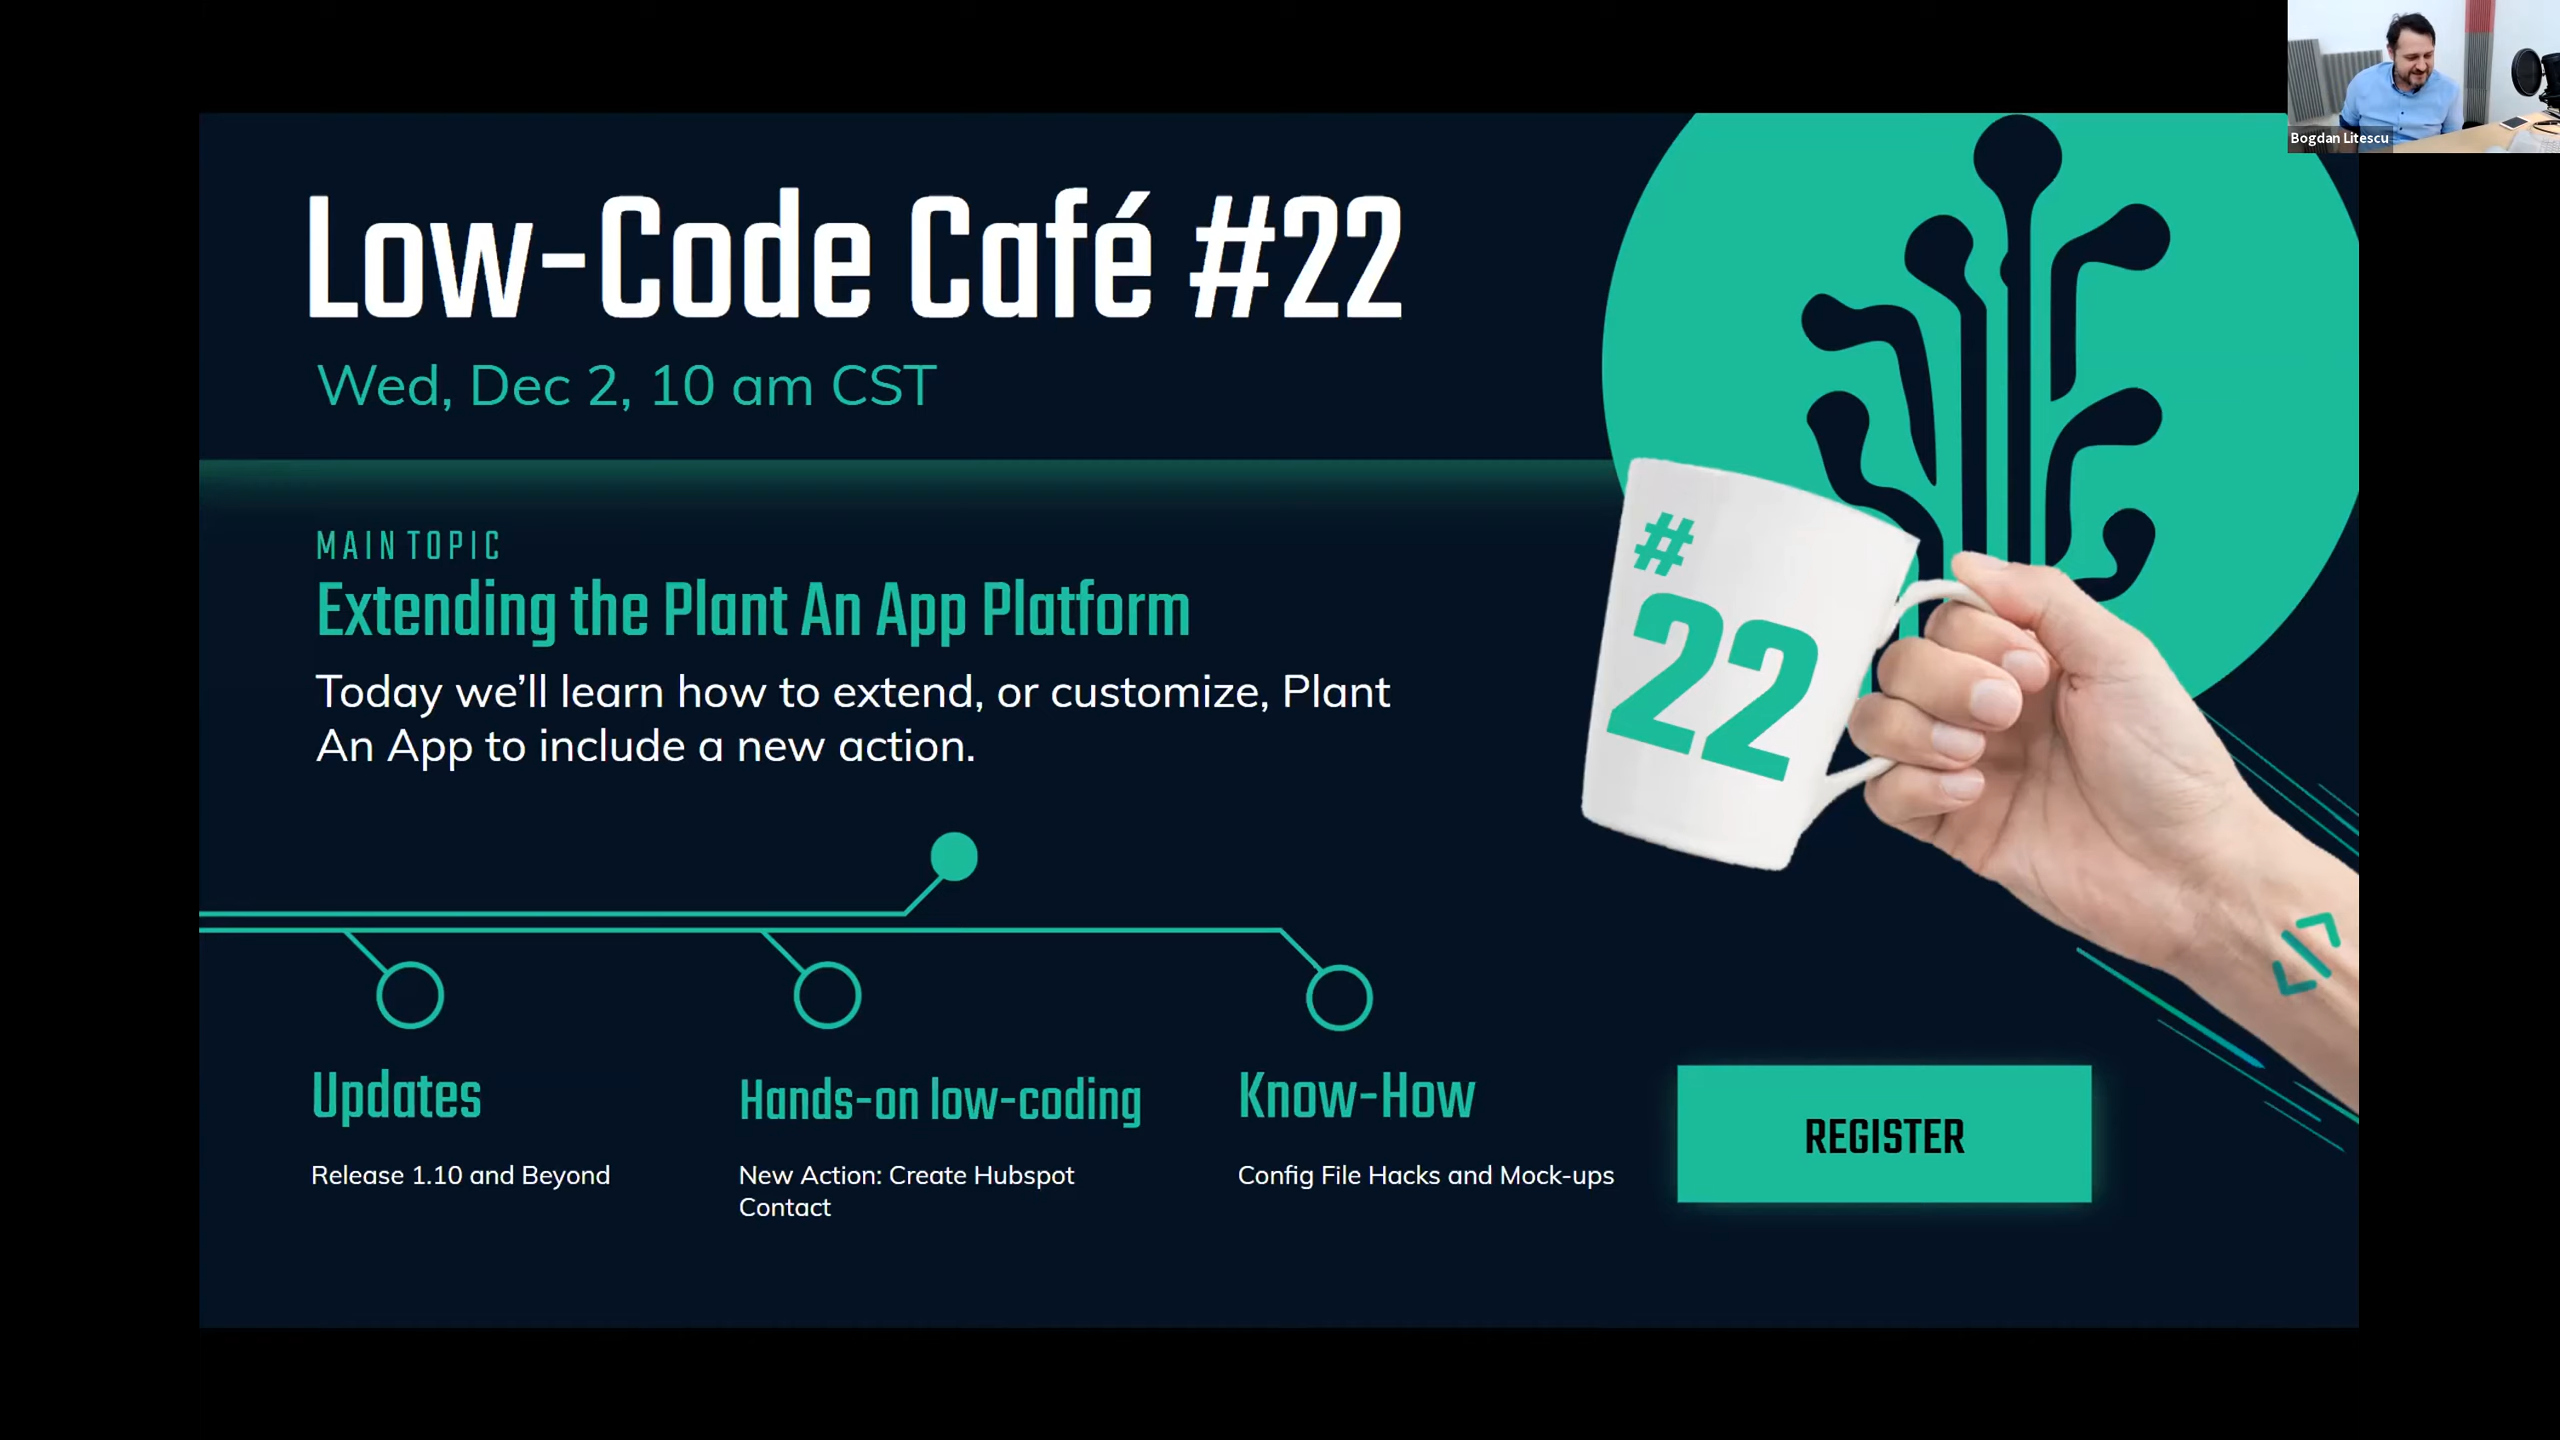 Bogdan Litescu
Low-Code Café #22
Wed, Dec 2, 10 am CST
MAIN TOPIC
Extending the Plant An App Platform
Today we’ll learn how to extend, or customize, Plant
An App to include a new action.
#
22
Updates
Release 1.10 and Beyond
Hands-on low-coding
New Action: Create Hubspot
Contact
Know-How
Config File Hacks and Mock-ups
REGISTER